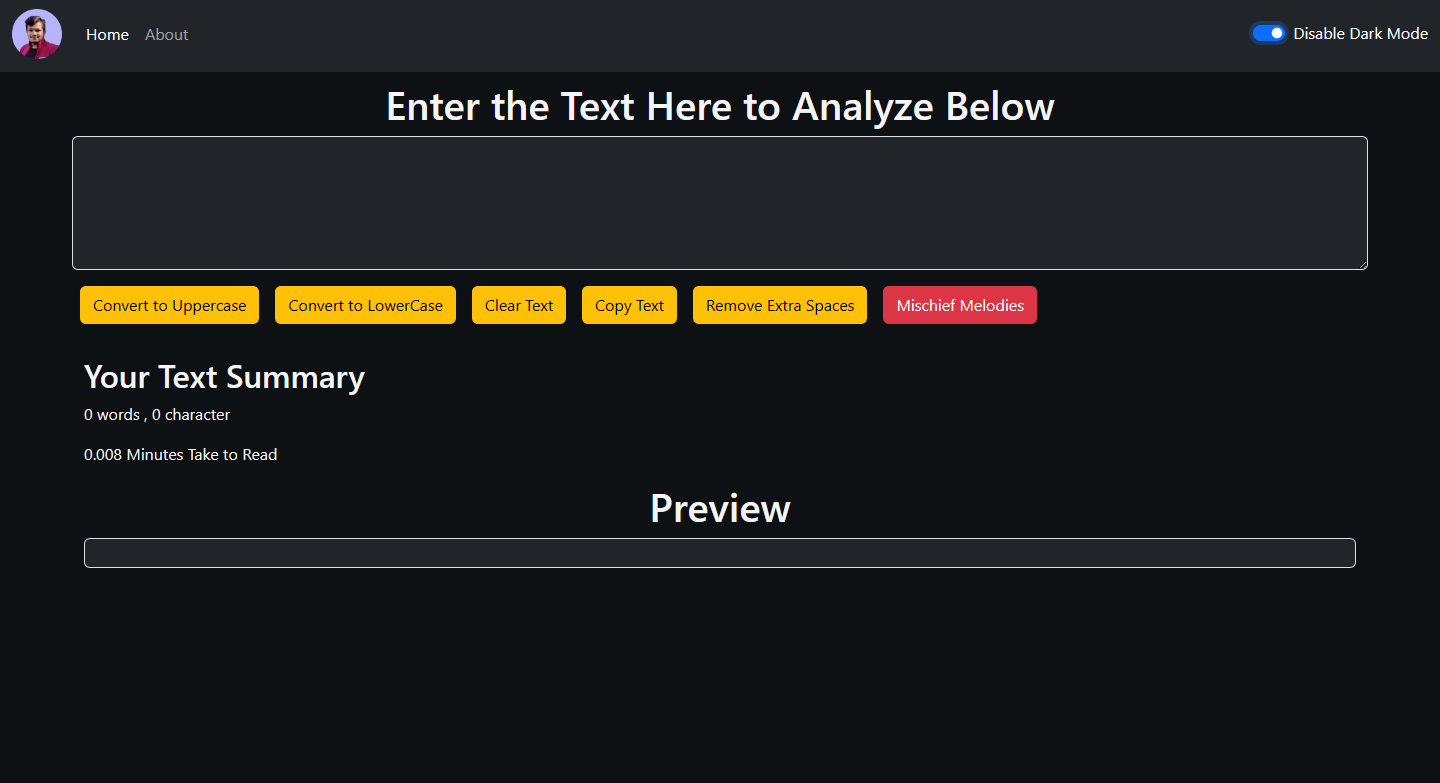 Home About Disable Dark Mode
Enter the Text Here to Analyze Below
Convert to Uppercase Convert to LowerCase Clear Text Copy Text Remove Extra Spaces Mischief Melodies
Your Text Summary
0 words , 0 character
0.008 Minutes Take to Read
Preview